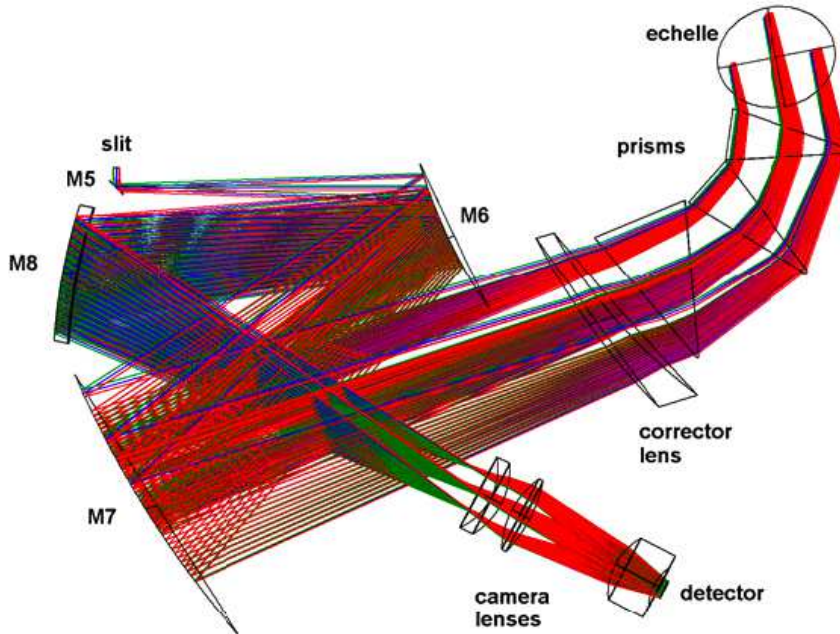 echelle
slit
prisms
M5
M6
M8
corrector
lens
M7
camera
lenses
detector